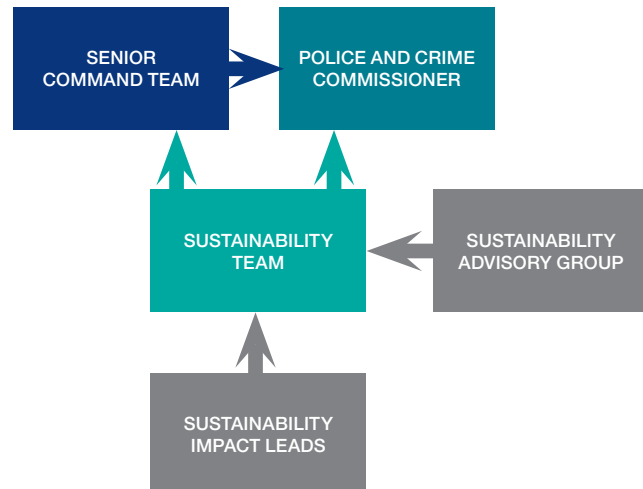 SENIOR
COMMAND TEAM
POLICE AND CRIME
COMMISSIONER
SUSTAINABILITY
TEAM
SUSTAINABILITY
ADVISORY GROUP
SUSTAINABILITY
IMPACT LEADS